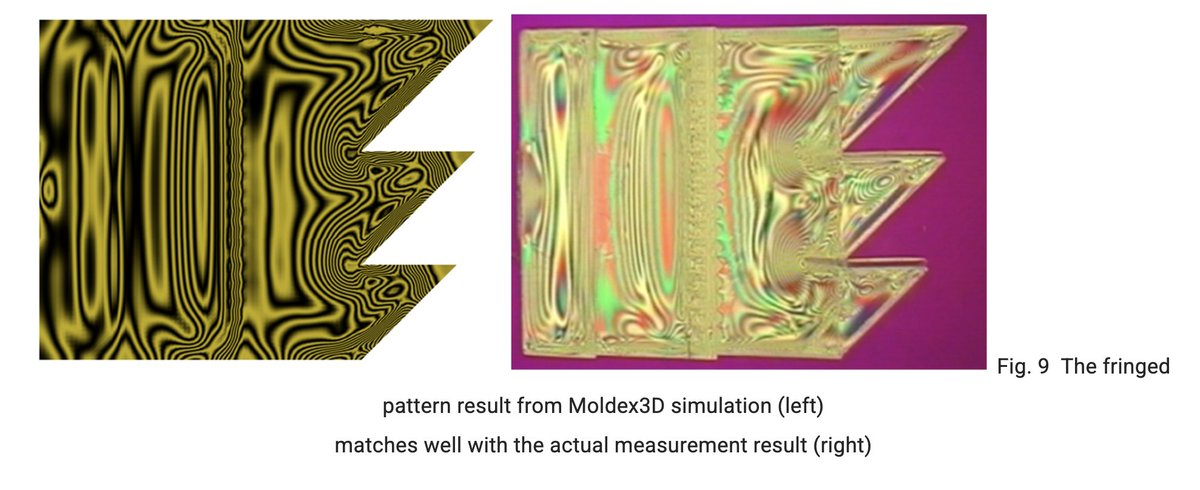 Fig. 9  The fringed
pattern result from Moldex3D simulation (left)
matches well with the actual measurement result (right)